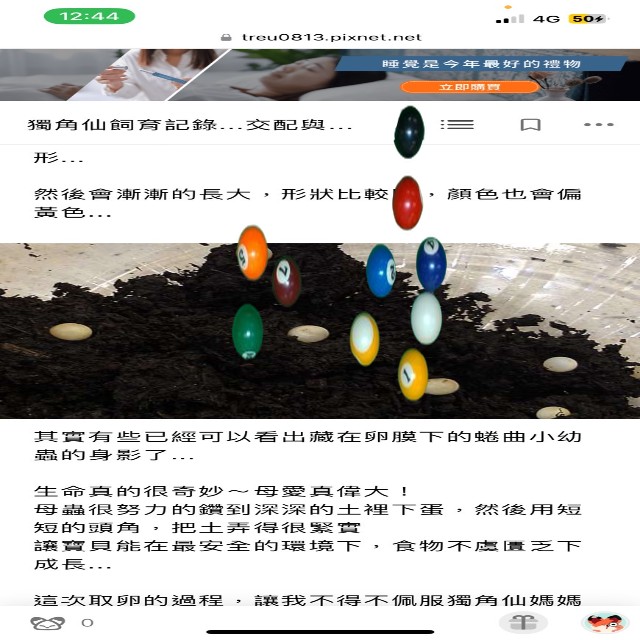 12:44
4G 50
treu0813.pixnet.net
睡覺是今年最好的禮物
立即購買
獨角仙飼育記錄...交配與...
形...
然後會漸漸的長大，形狀比較
，顏色也會偏
黃色...
5
7
2
1
其實有些已經可以看出藏在卵膜下的蜷曲小幼
蟲的身影了...
生命真的很奇妙～母愛真偉大！
母蟲很努力的鑽到深深的土裡下蛋，然後用短
短的頭角，把土弄得很緊實
讓寶貝能在最安全的環境下，食物不虞匱乏下
成長...
這次取卵的過程，讓我不得不佩服獨角仙媽媽
0